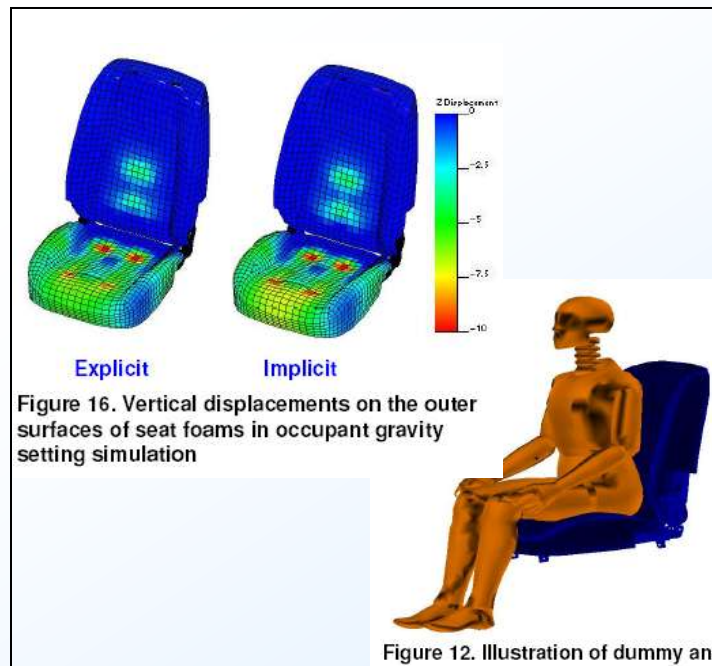 Z Displacement
0
-2.5
-5
-7.5
-10
Explicit
Implicit
Figure 16. Vertical displacements on the outer
surfaces of seat foams in occupant gravity
setting simulation
Figure 12. Illustration of dummy an